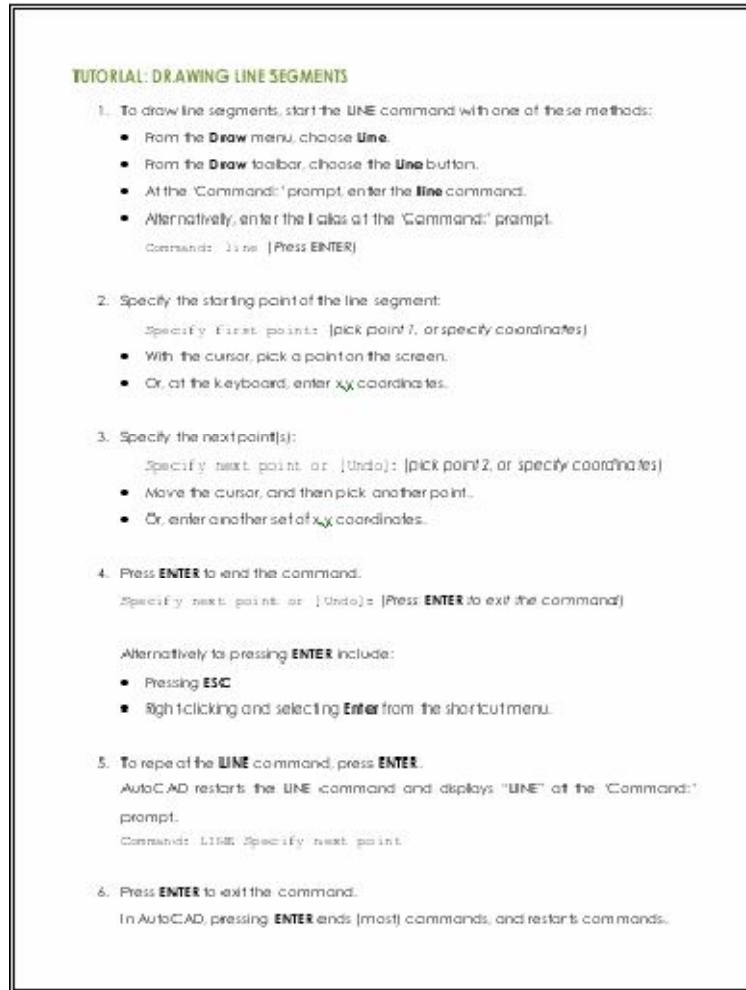 TUTORIAL: DRAWING LINE SEGMENTS
1. To draw line segments, start the LINE command with one of these methods:
• From the Draw menu, choose Line.
• From the Draw toolbar, choose the Line button.
• At the 'Command:' prompt, enter the line command.
• Alternatively, enter the l alias at the 'Command:' prompt.
Command: line (Press ENTER)
2. Specify the starting point of the line segment:
Specify first point: (pick point 1, or specify coordinates)
• With the cursor, pick a point on the screen.
• Or, at the keyboard, enter x,y coordinates.
3. Specify the next point(s):
Specify next point or [Undo]: (pick point 2, or specify coordinates)
• Move the cursor, and then pick another point.
• Or, enter another set of x,y coordinates.
4. Press ENTER to end the command.
Specify next point or [Undo]: (Press ENTER to exit the command)
Alternatively to pressing ENTER include:
• Pressing ESC
• Right-clicking and selecting Enter from the shortcut menu.
5. To repeat the LINE command, press ENTER.
AutoCAD restarts the LINE command and displays "LINE" at the 'Command:'
prompt.
Command: LINE Specify next point
6. Press ENTER to exit the command.
In AutoCAD, pressing ENTER ends (most) commands, and restarts commands.